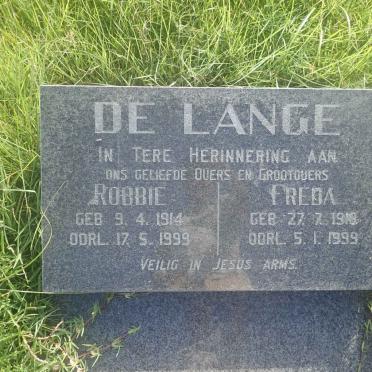 DE LANGE
IN TERE HERINNERING AAN
ONS GELIEFDE OUERS EN GROOTOUERS
ROBBIE FREDA
GEB 9. 4. 1914 GEB. 27. 7. 1918
OORL. 17. 5. 1999 OORL. 5. 1. 1999
VEILIG IN JESUS ARMS.